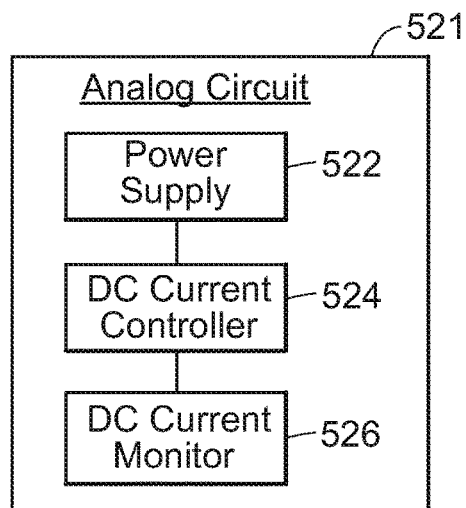 521
Analog Circuit
Power
Supply
522
DC Current
Controller
524
DC Current
Monitor
526